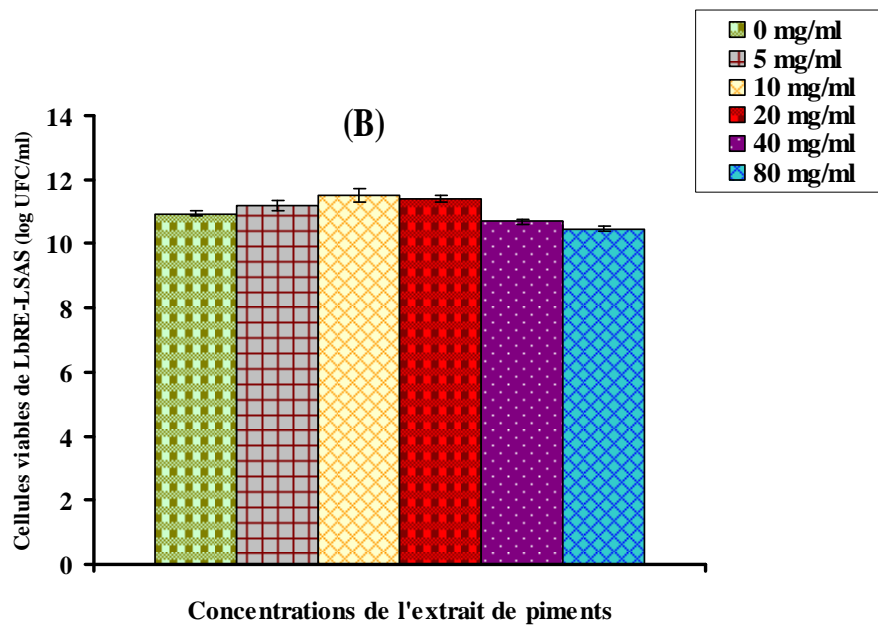 0 mg/ml
5 mg/ml
10 mg/ml
20 mg/ml
40 mg/ml
80 mg/ml
(B)
14
12
10
8
6
4
2
0
Cellules viables de LbRE-LSAS (log UFC/ml)
Concentrations de l'extrait de piments